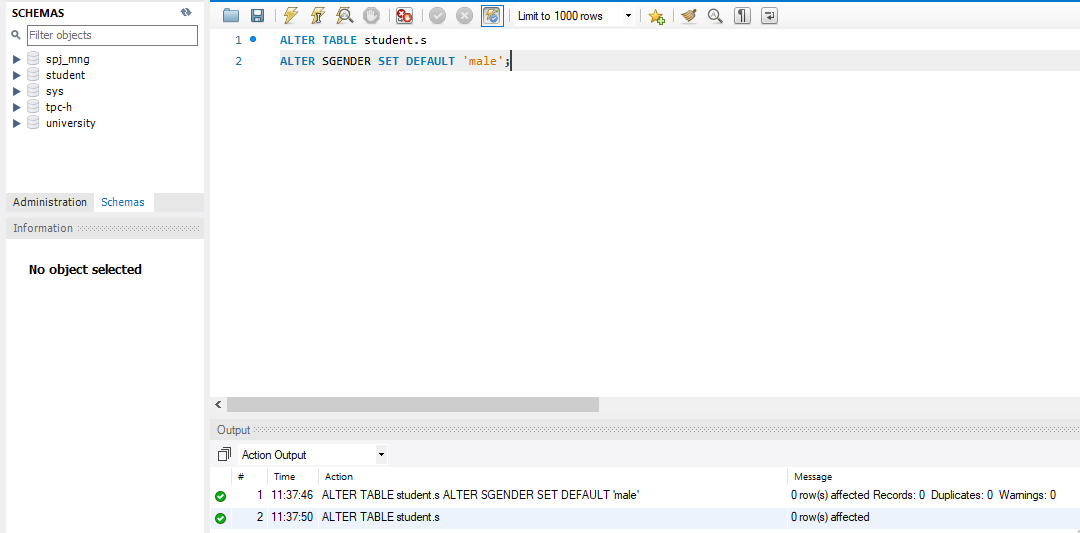 SCHEMAS
Filter objects
spj_mng
student
sys
tpc-h
university
Administration Schemas
Information
No object selected
Limit to 1000 rows
1 ALTER TABLE student.s
2 ALTER SGENDER SET DEFAULT 'male';
Output
Action Output
# Time Action Message
1 11:37:46 ALTER TABLE student.s ALTER SGENDER SET DEFAULT 'male' 0 row(s) affected Records: 0 Duplicates: 0 Warnings: 0
2 11:37:50 ALTER TABLE student.s 0 row(s) affected